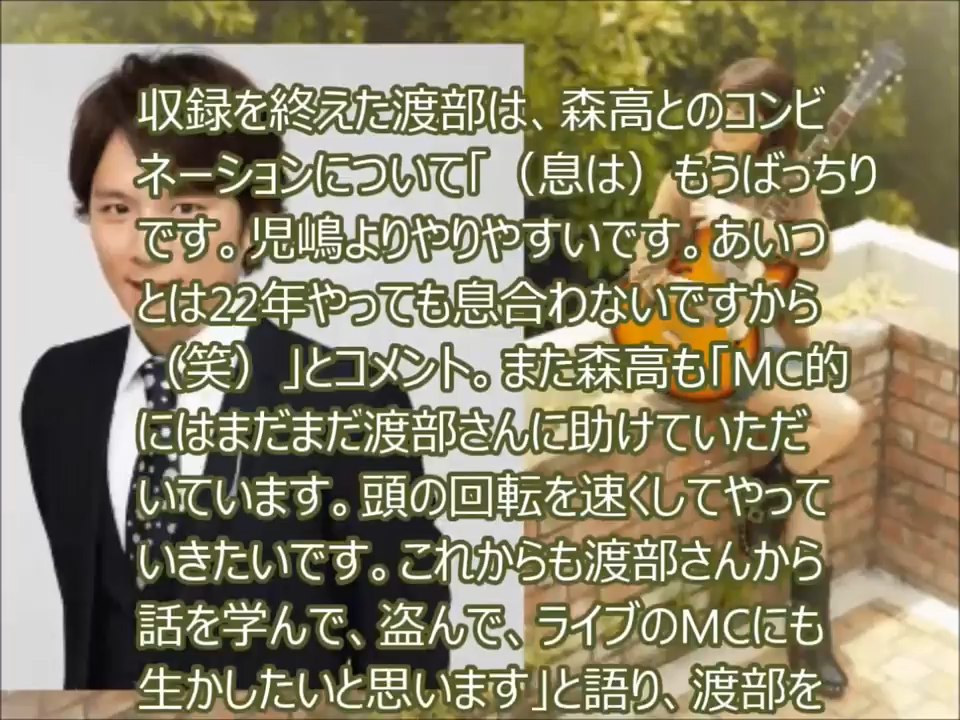 収録を終えた渡部は、森高とのコンビ
ネーションについて「（息は）もうばっちり
です。児嶋よりやりやすいです。あいつ
とは22年やっても息合わないですから
（笑）」とコメント。また森高も「MC的
にはまだまだ渡部さんに助けていただ
いています。頭の回転を速くしてやって
いきたいです。これからも渡部さんから
話を学んで、盗んで、ライブのMCにも
生かしたいと思います」と語り、渡部を